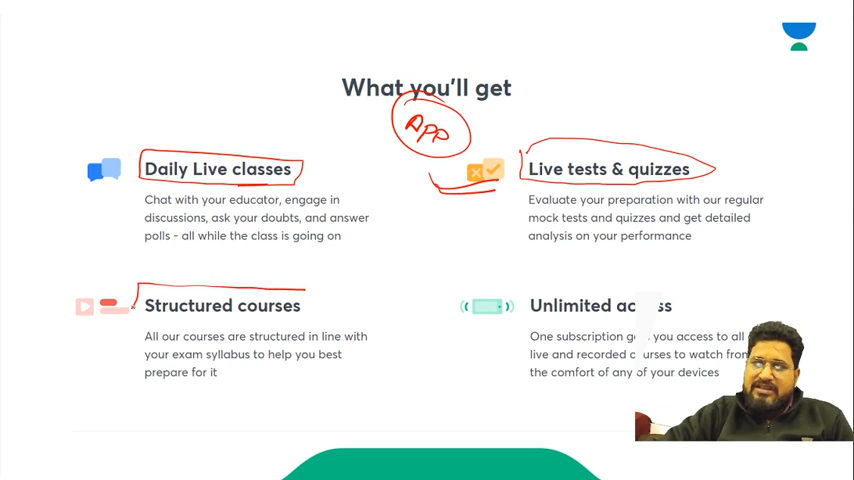 What you'll get
APP
Daily Live classes
Chat with your educator, engage in
discussions, ask your doubts, and answer
polls - all while the class is going on
Live tests & quizzes
Evaluate your preparation with our regular
mock tests and quizzes and get detailed
analysis on your performance
Structured courses
All our courses are structured in line with
your exam syllabus to help you best
prepare for it
Unlimited
One subscription you access to all
live and recorded to watch from
the comfort of any of your devices